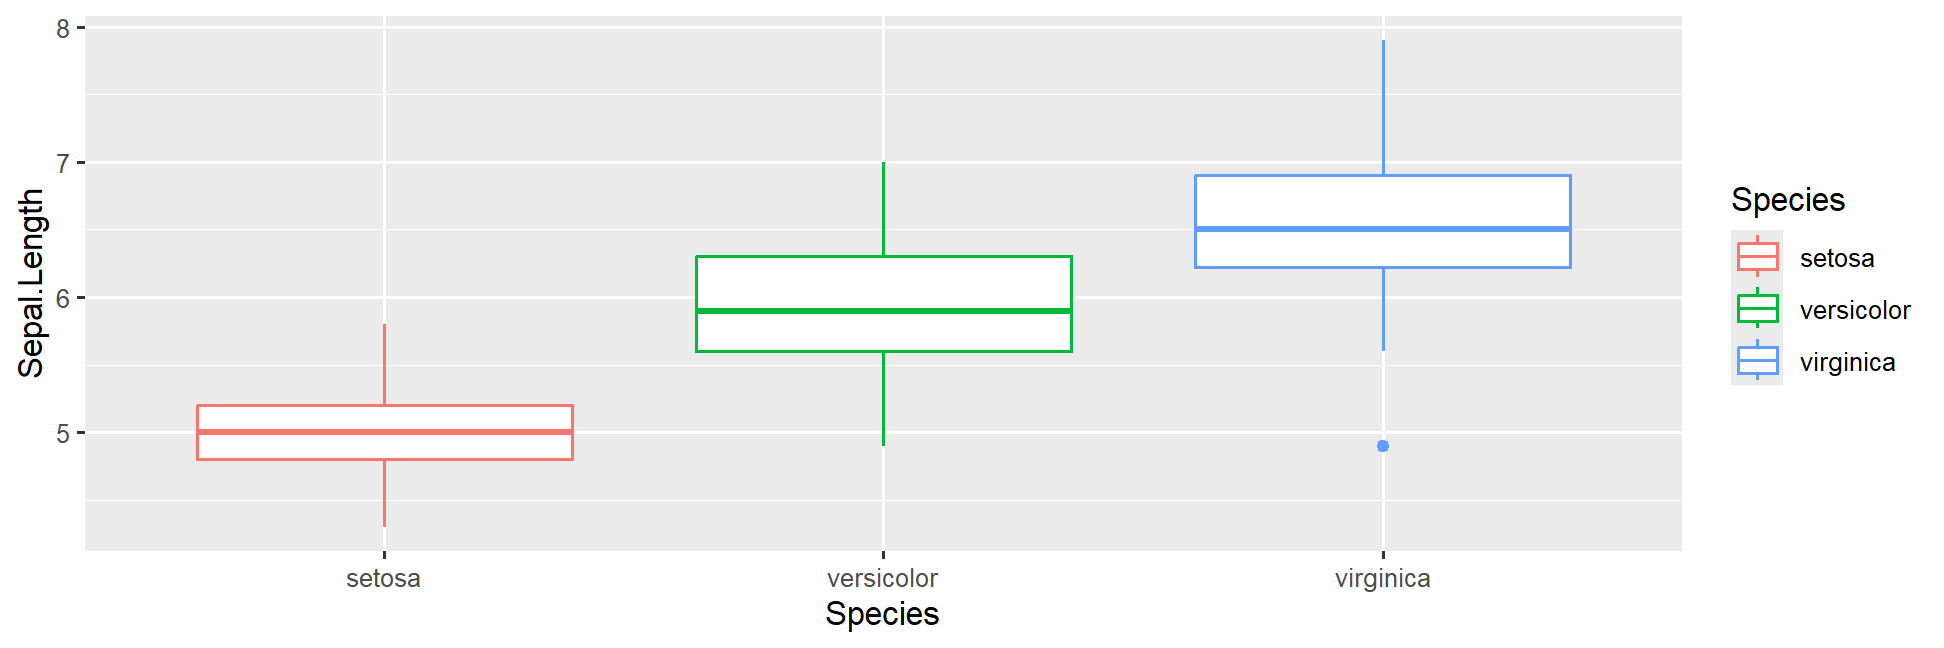 8
7
6
5
Sepal.Length
setosa
versicolor
virginica
Species
Species
setosa
versicolor
virginica